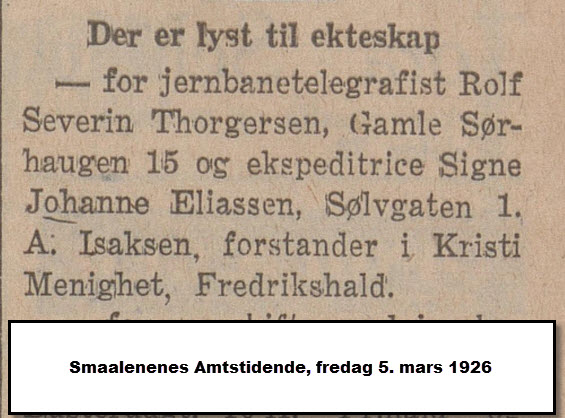 Der er lyst til ekteskap
— for jernbanetelegrafist Rolf
Severin Thorgersen, Gamle Sør-
haugen 15 og ekspeditrice Signe
Johanne Eliassen, Sølvgaten 1.
A. Isaksen, forstander i Kristi
Menighet, Fredrikshald.
Smaalenenes Amtstidende, fredag 5. mars 1926